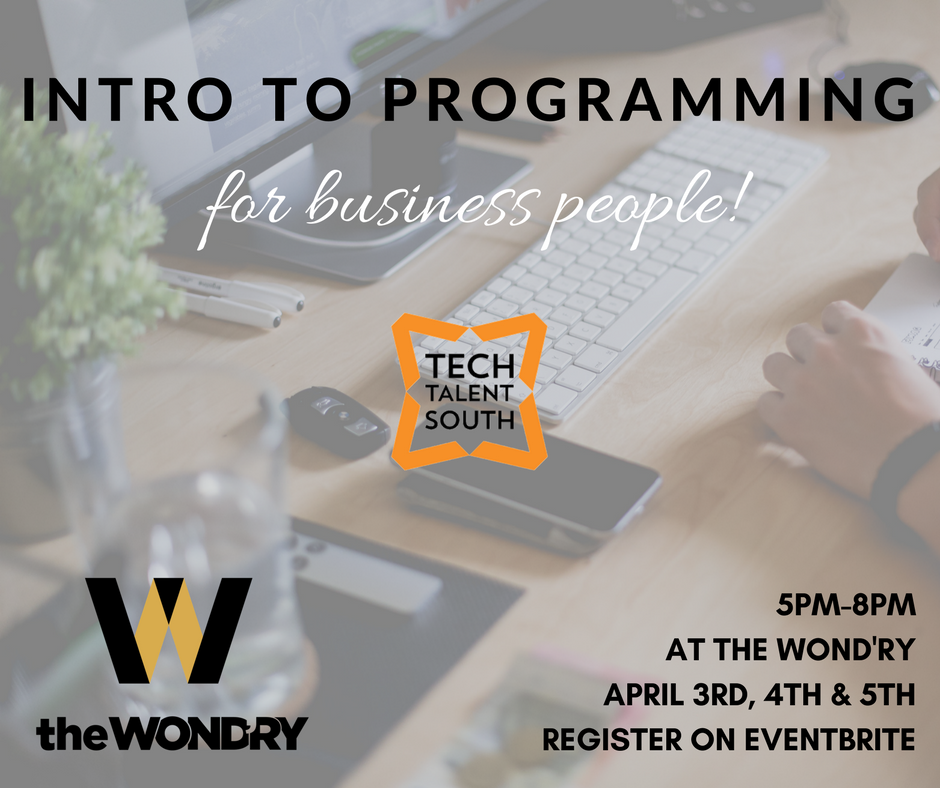 INTRO TO PROGRAMMING
for business people!
TECH
TALENT
SOUTH
W
theWOND'RY
5PM-8PM
AT THE WOND'RY
APRIL 3RD, 4TH & 5TH
REGISTER ON EVENTBRITE